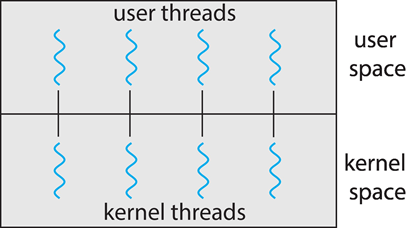 user threads
user
space
kernel
space
kernel threads